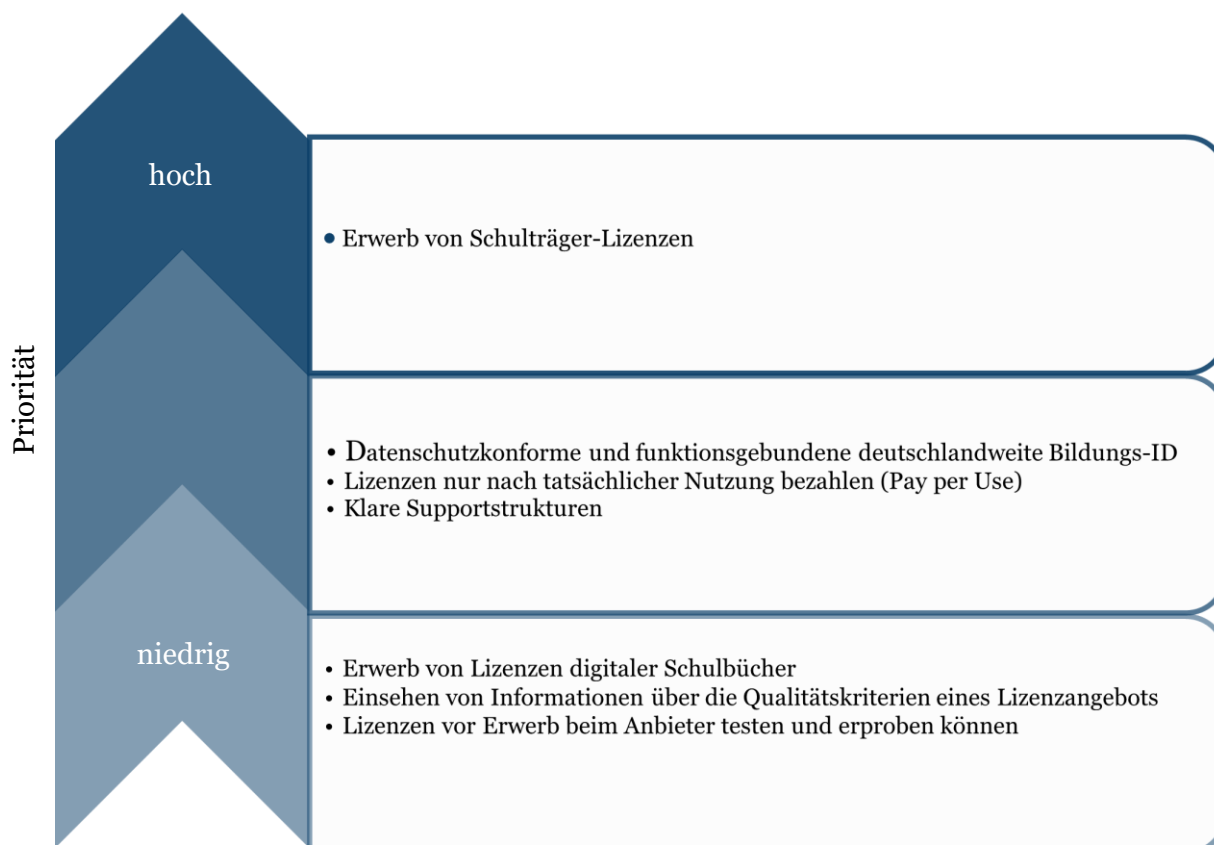 Priorität
hoch
• Erwerb von Schulträger-Lizenzen
• Datenschutzkonforme und funktionsgebundene deutschlandweite Bildungs-ID
• Lizenzen nur nach tatsächlicher Nutzung bezahlen (Pay per Use)
• Klare Supportstrukturen
niedrig
• Erwerb von Lizenzen digitaler Schulbücher
• Einsehen von Informationen über die Qualitätskriterien eines Lizenzangebots
• Lizenzen vor Erwerb beim Anbieter testen und erproben können